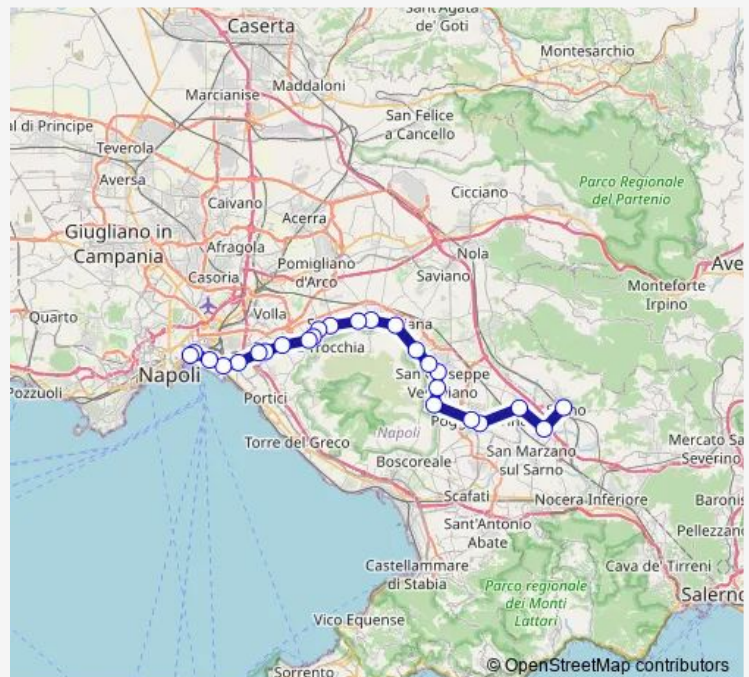 Sant'Agata
de' Goti
Caserta
Montesarchio
Maddaloni
Marcianise
San Felice
a Cancello
al di Principe
Teverola
Aversa
Cicciano
Parco Regionale
del Partenio
Caivano
Acerra
Giugliano in
Campania
Afragola
Nola
Ave
Pomigliano
d'Arco
Saviano
Casoria
Monteforte
Irpino
Quarto
Volla
Napoli
Pozzuoli
Portici
Torre del Greco
Napoli
Boscoreale
San Marzano
sul Sarno
Mercato Sa
Severino
Scafati
Nocera Inferiore
Baronis
Sant'Antonio
Abate
Pellezzano
Castellammare
di Stabia
Cava de' Tirreni
Parco regionale
dei Monti
Lattari
Salerno
Vico Equense
Sorrento
© OpenStreetMap contributors